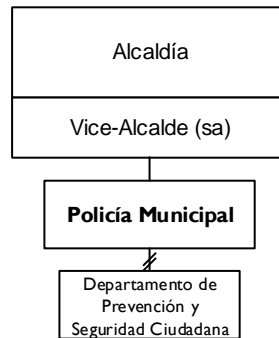 Alcaldía
Vice-Alcalde (sa)
Policía Municipal
Departamento de
Prevención y
Seguridad Ciudadana